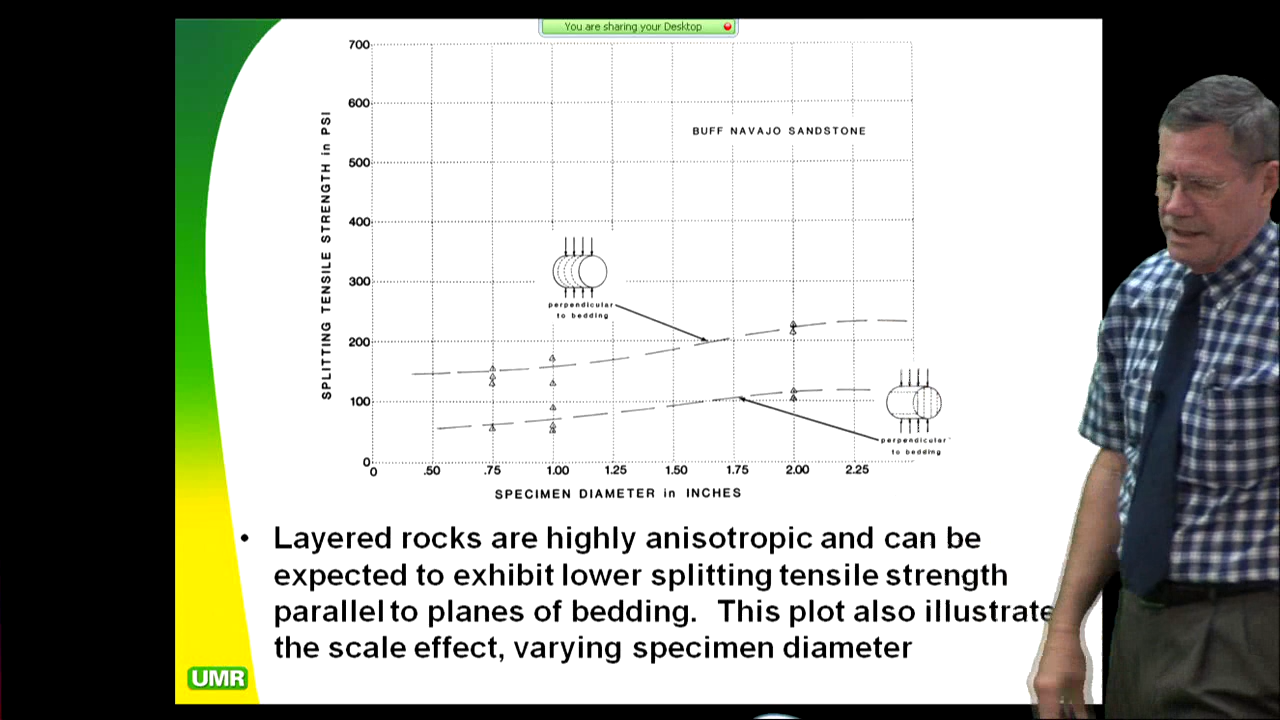 You are sharing your Desktop
700
600
BUFF NAVAJO SANDSTONE
500
400
300
200
100
0
SPLITTING TENSILE STRENGTH in PSI
perpendicular
to bedding
perpendicular
to bedding
0 .50 .75 1.00 1.25 1.50 1.75 2.00 2.25
SPECIMEN DIAMETER in INCHES
• Layered rocks are highly anisotropic and can be
expected to exhibit lower splitting tensile strength
parallel to planes of bedding. This plot also illustrate
the scale effect, varying specimen diameter
UMR